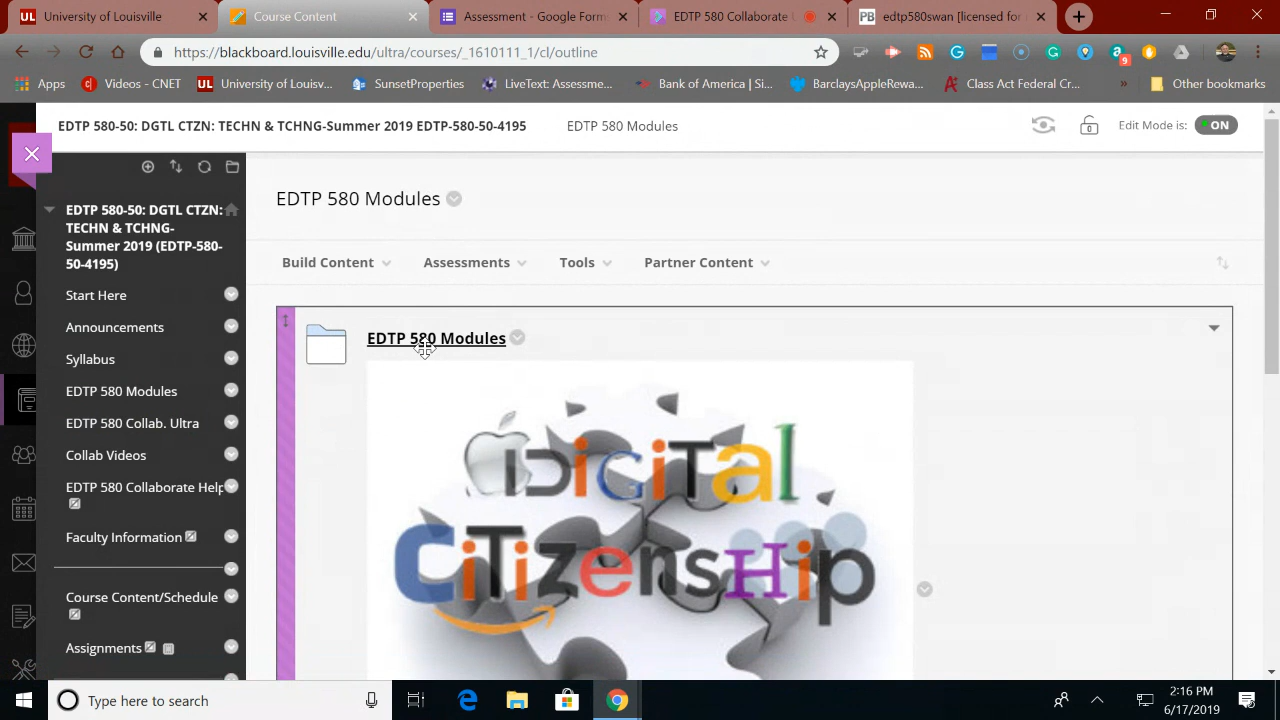 University of Louisville
Course Content
Assessment - Google Form
EDTP 580 Collaborate U
edtp580swan [licensed for
https://blackboard.louisville.edu/ultra/courses/_1610111_1/cl/outline
9
Apps
Videos - CNET
University of Louisv...
SunsetProperties
LiveText: Assessme...
Bank of America | Si...
BarclaysAppleRewa...
Class Act Federal Cr...
»
Other bookmarks
EDTP 580-50: DGTL CTZN: TECHN & TCHNG-Summer 2019 EDTP-580-50-4195
EDTP 580 Modules
Edit Mode is:
ON
EDTP 580-50: DGTL CTZN:
TECHN & TCHNG-
Summer 2019 (EDTP-580-
50-4195)
Start Here
Announcements
Syllabus
EDTP 580 Modules
EDTP 580 Collab. Ultra
Collab Videos
EDTP 580 Collaborate Help
Faculty Information
Course Content/Schedule
Assignments
EDTP 580 Modules
Build Content
Assessments
Tools
Partner Content
EDTP 580 Modules
DiGiTal
CiTizensHip
Type here to search
2:16 PM
6/17/2019